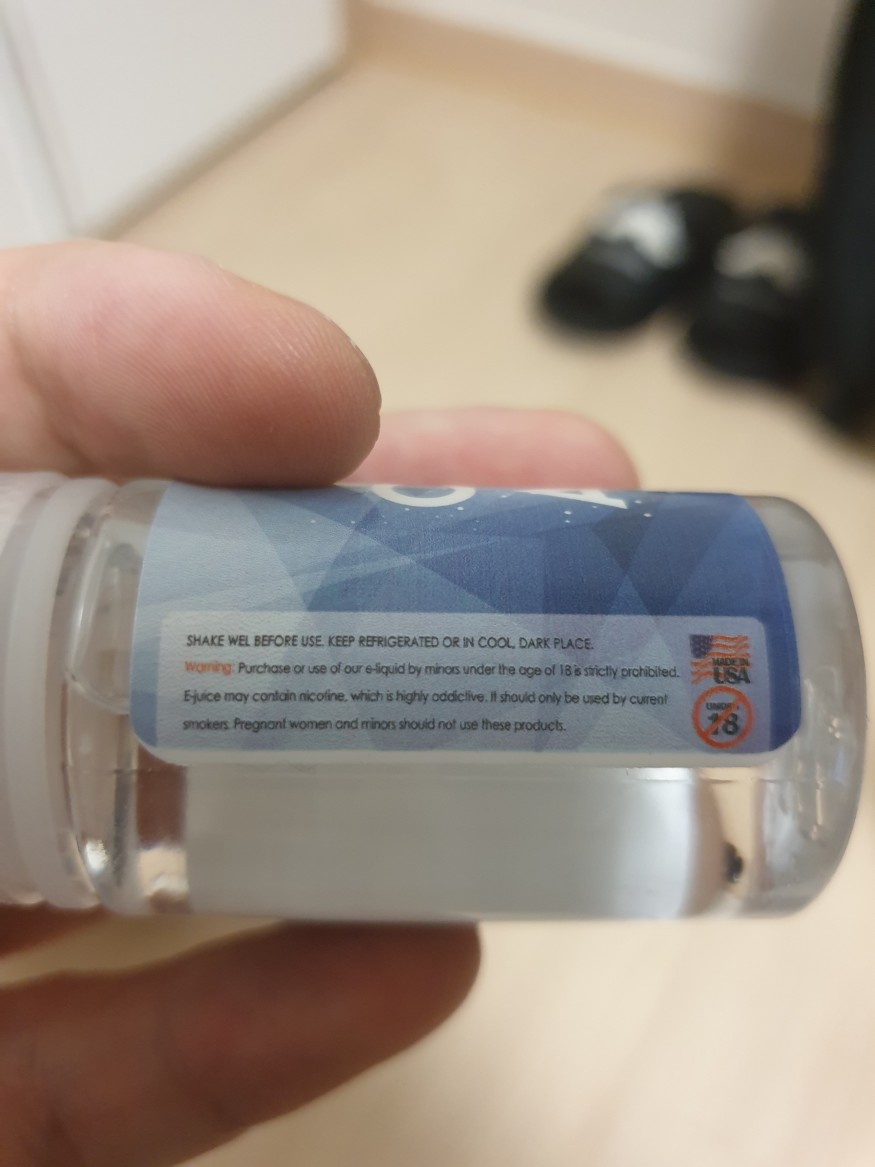 SHAKE WEL BEFORE USE. KEEP REFRIGERATED OR IN COOL, DARK PLACE.
Warning: Purchase or use of our e-liquid by minors under the age of 18 is strictly prohibited.
E-juice may contain nicotine, which is highly addictive. It should only be used by current
smokers. Pregnant women and minors should not use these products.
MADE IN
USA
UNDER
18